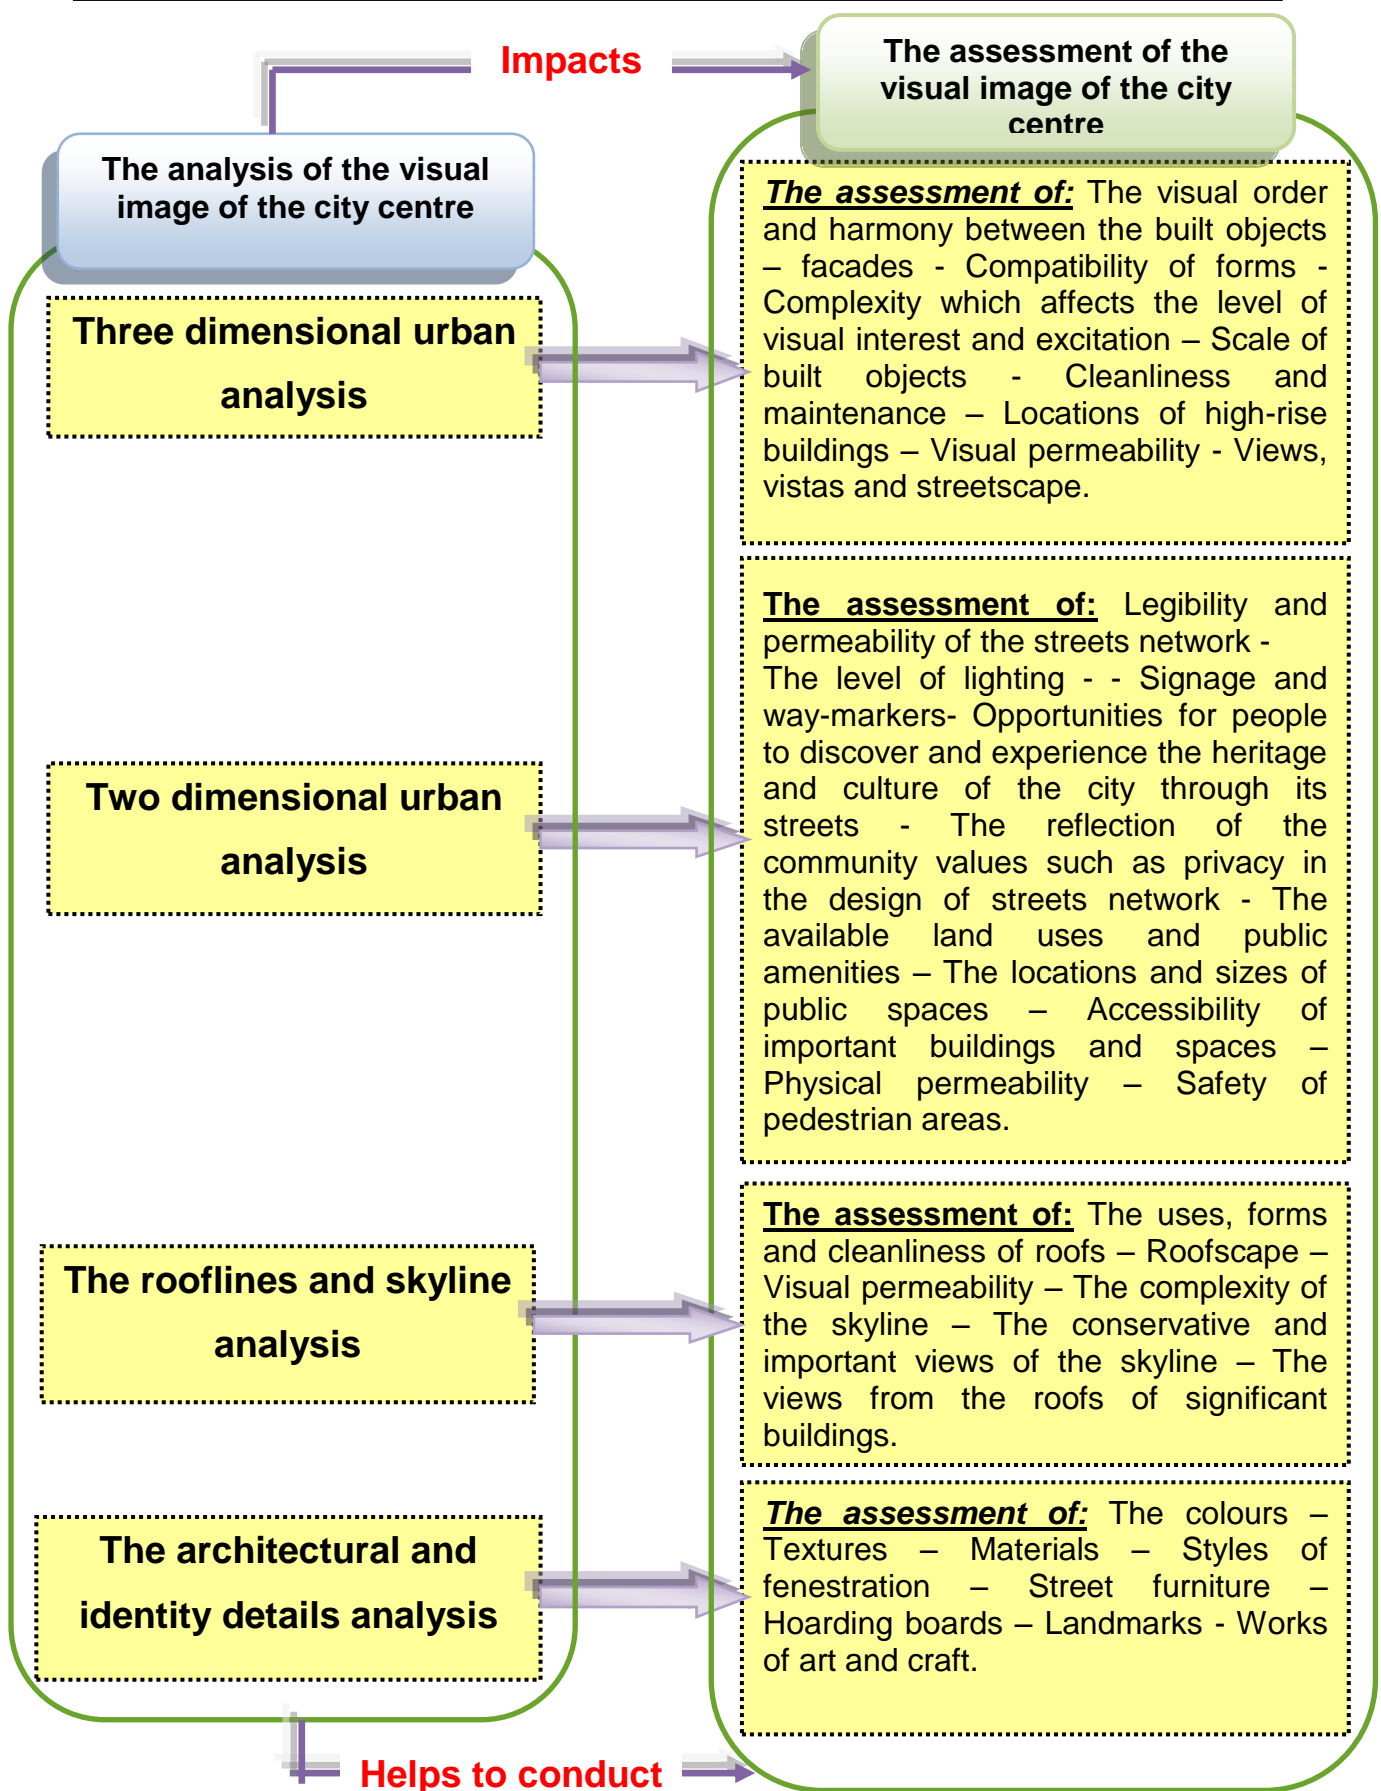 Impacts
The assessment of the
visual image of the city
centre
The analysis of the visual
image of the city centre
Three dimensional urban
analysis
The assessment of: The visual order
and harmony between the built objects
– facades - Compatibility of forms -
Complexity which affects the level of
visual interest and excitation – Scale of
built objects - Cleanliness and
maintenance – Locations of high-rise
buildings – Visual permeability - Views,
vistas and streetscape.
Two dimensional urban
analysis
The assessment of: Legibility and
permeability of the streets network -
The level of lighting - - Signage and
way-markers- Opportunities for people
to discover and experience the heritage
and culture of the city through its
streets - The reflection of the
community values such as privacy in
the design of streets network - The
available land uses and public
amenities – The locations and sizes of
public spaces – Accessibility of
important buildings and spaces –
Physical permeability – Safety of
pedestrian areas.
The rooflines and skyline
analysis
The assessment of: The uses, forms
and cleanliness of roofs – Roofscape –
Visual permeability – The complexity of
the skyline – The conservative and
important views of the skyline – The
views from the roofs of significant
buildings.
The architectural and
identity details analysis
The assessment of: The colours –
Textures – Materials – Styles of
fenestration – Street furniture –
Hoarding boards – Landmarks - Works
of art and craft.
Helps to conduct